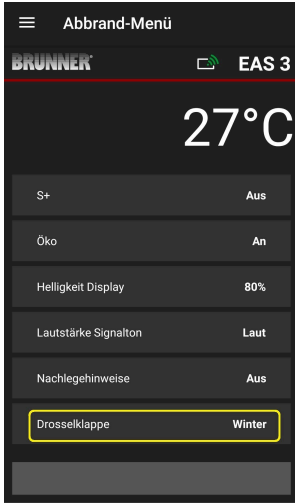 Abbrand-Menü
BRUNNER
EAS 3
27°C
S+ Aus
Öko An
Helligkeit Display 80%
Lautstärke Signalton Laut
Nachlegehinweise Aus
Drosselklappe Winter